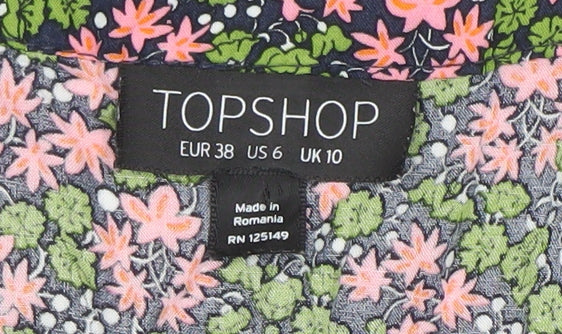 TOPSHOP
EUR 38 US 6 UK 10
Made in
Romania
RN 125149